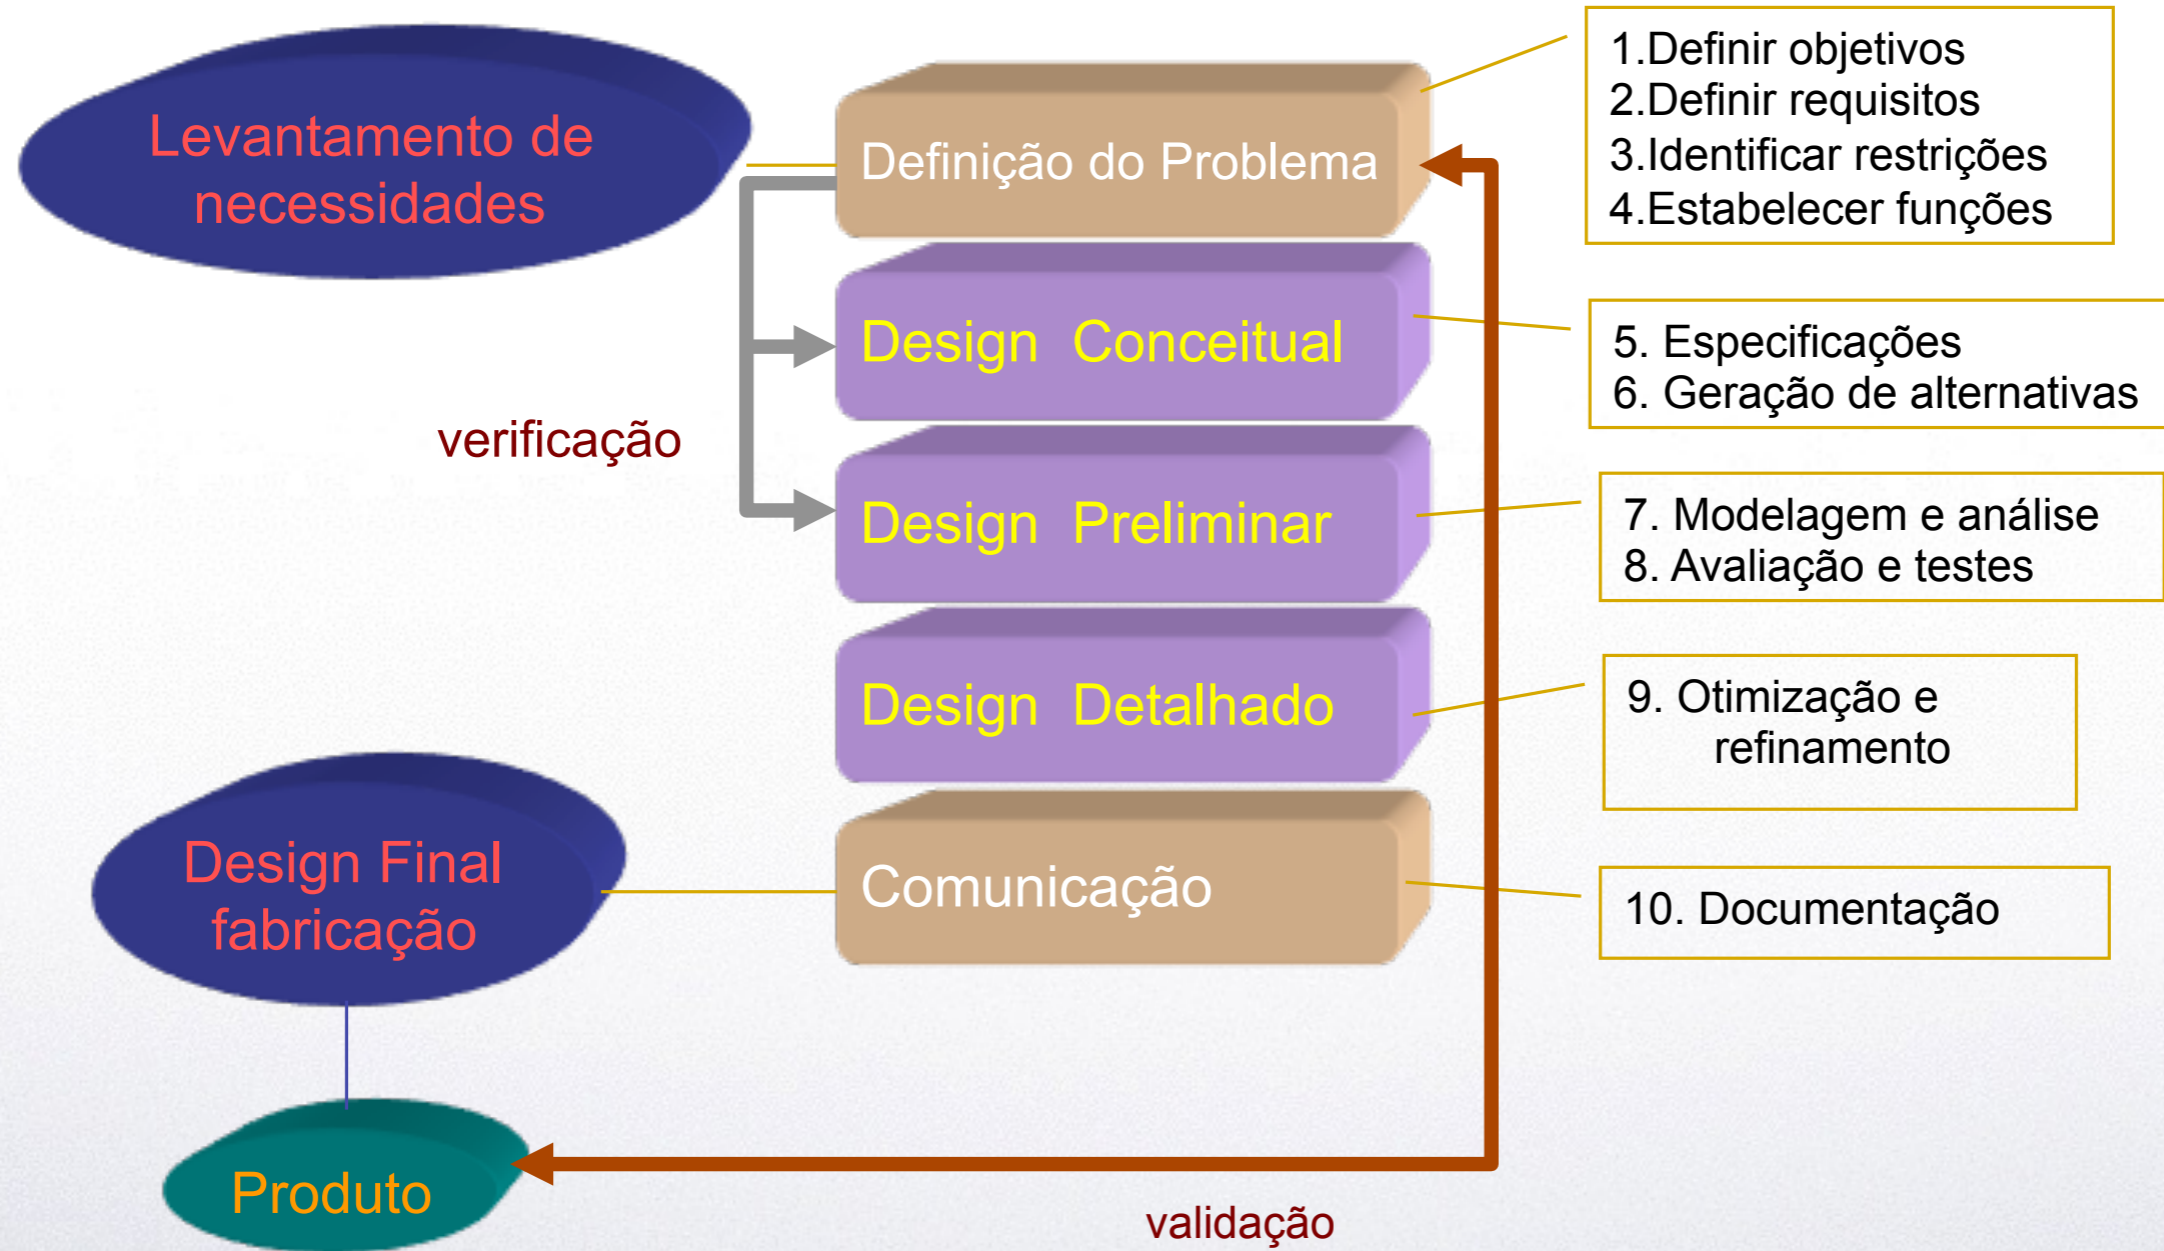 Levantamento de
necessidades
Definição do Problema
1.Definir objetivos
2.Definir requisitos
3.Identificar restrições
4.Estabelecer funções
Design Conceitual
5. Especificações
6. Geração de alternativas
verificação
Design Preliminar
7. Modelagem e análise
8. Avaliação e testes
Design Detalhado
9. Otimização e
refinamento
Design Final
fabricação
Comunicação
10. Documentação
Produto
validação